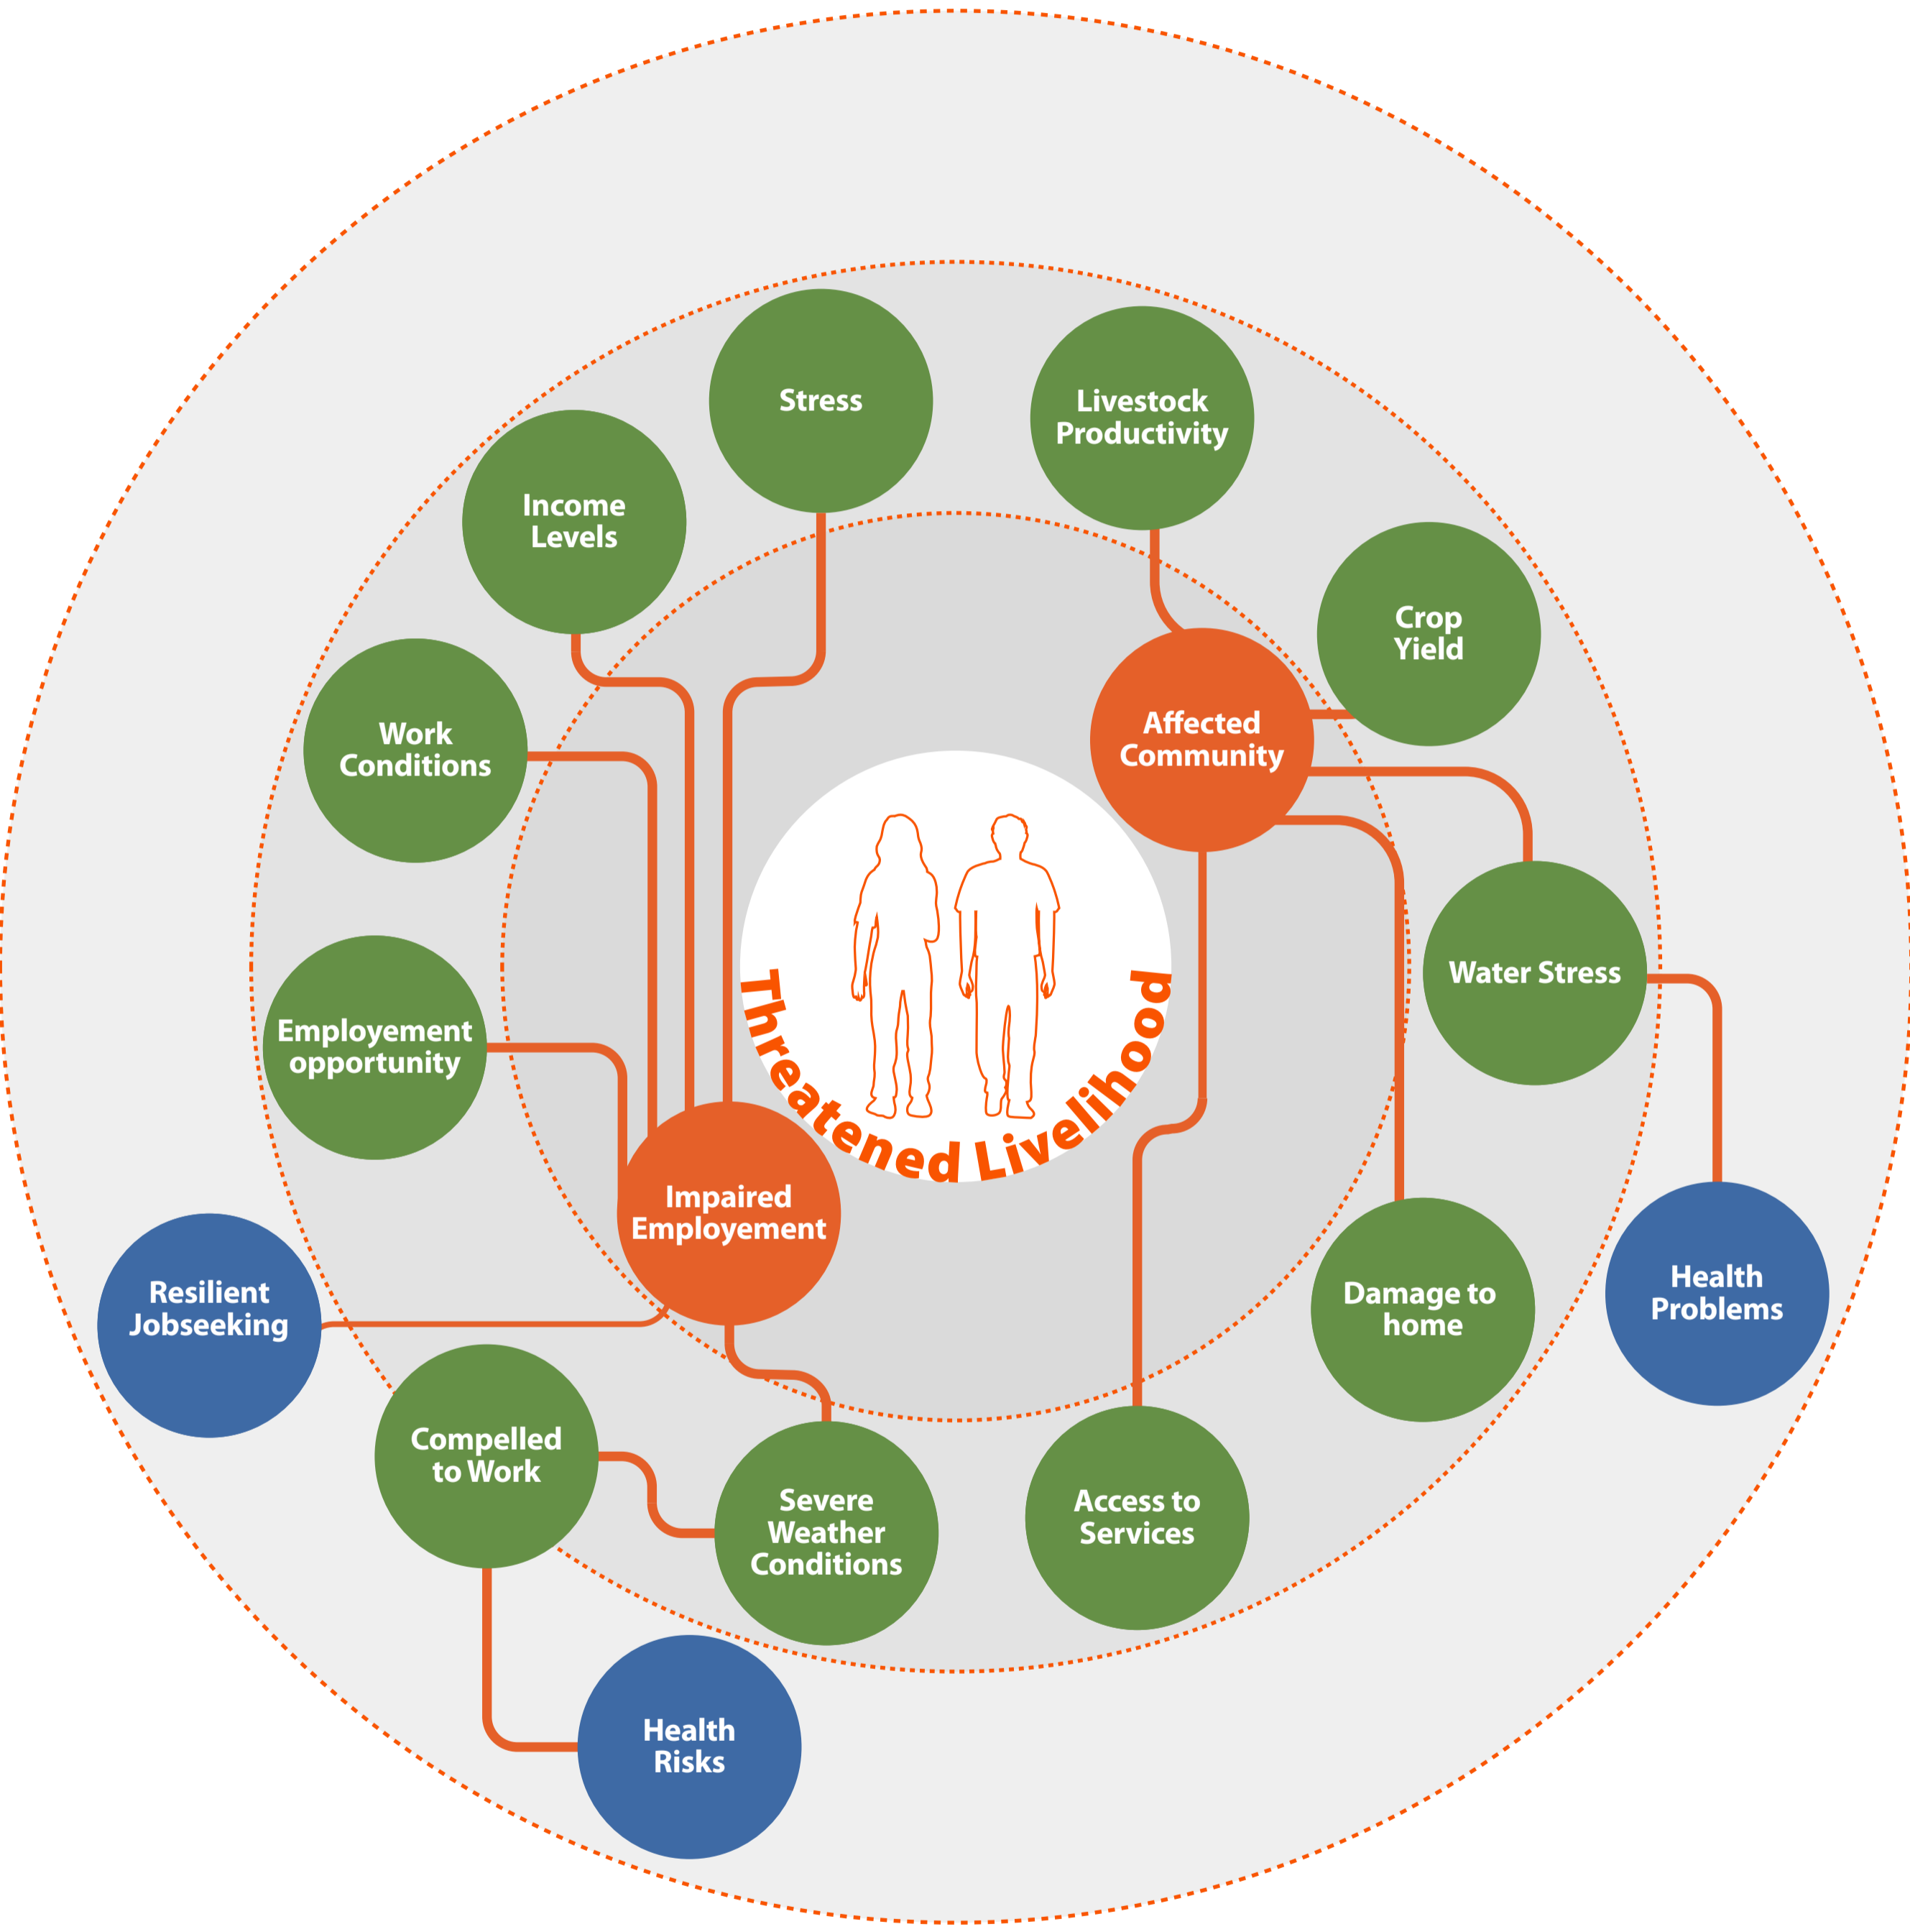 Stress
Livestock
Productivity
Income
Levels
Crop
Yield
Work
Conditions
Affected
Community
Water Stress
Employement
opportunity
Threatened Livelihood
Impaired
Employement
Resilient
Jobseeking
Damage to
home
Health
Problems
Compelled
to Work
Severe
Weather
Conditions
Access to
Services
Health
Risks